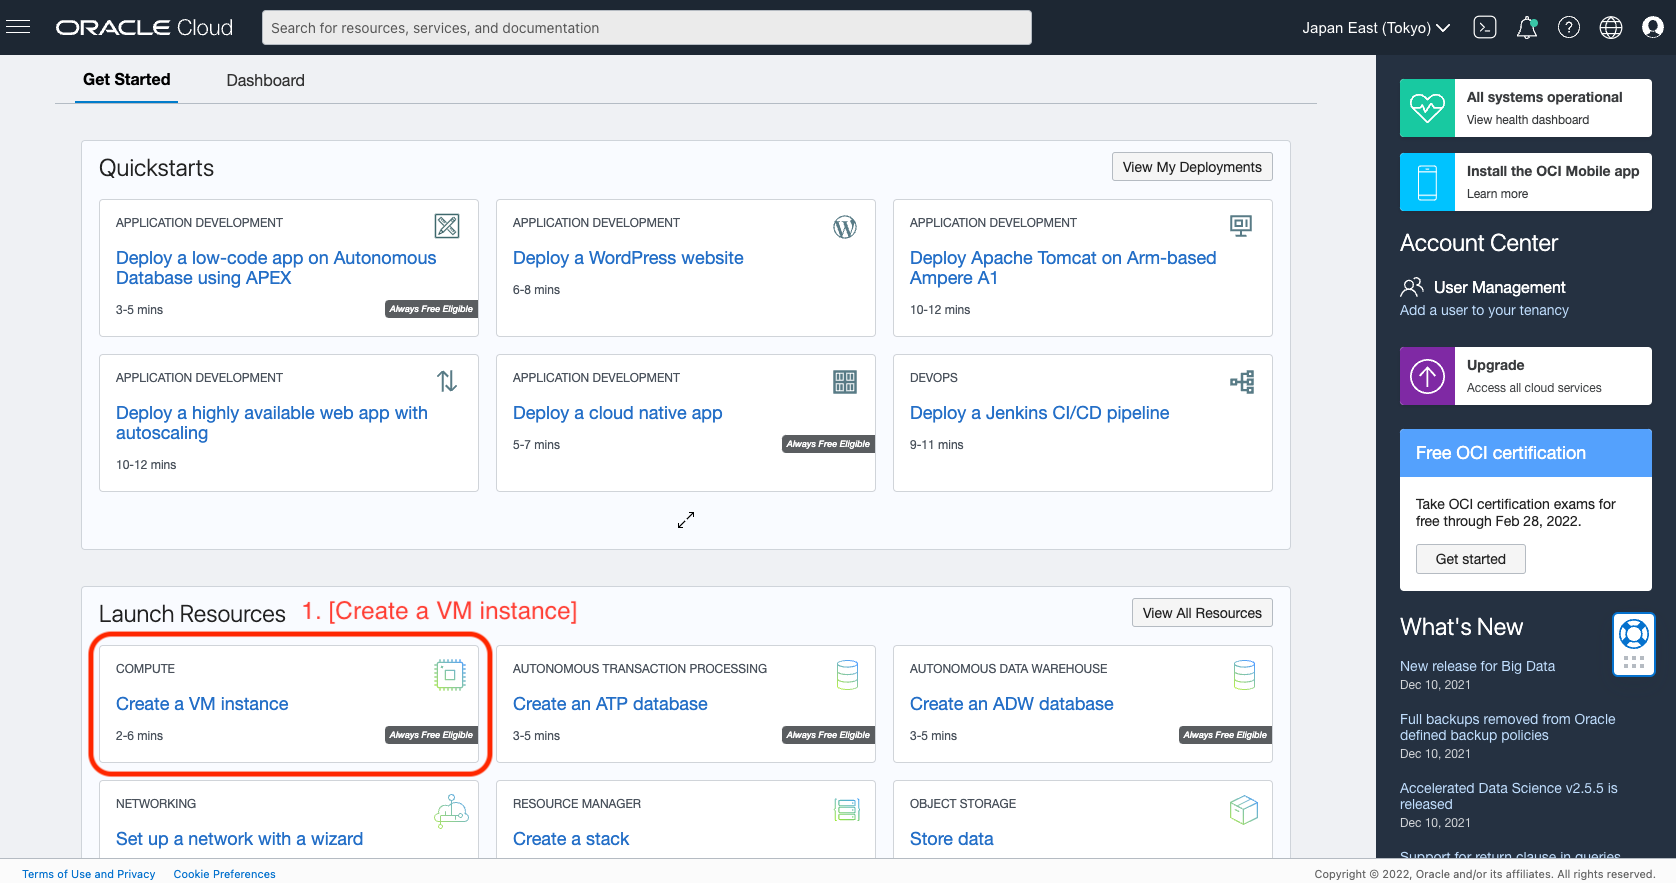 ORACLE Cloud
Search for resources, services, and documentation
Japan East (Tokyo)
Get Started
Dashboard
Quickstarts
View My Deployments
APPLICATION DEVELOPMENT
Deploy a low-code app on Autonomous
Database using APEX
3-5 mins
Always Free Eligible
APPLICATION DEVELOPMENT
Deploy a WordPress website
6-8 mins
APPLICATION DEVELOPMENT
Deploy Apache Tomcat on Arm-based
Ampere A1
10-12 mins
APPLICATION DEVELOPMENT
Deploy a highly available web app with
autoscaling
10-12 mins
APPLICATION DEVELOPMENT
Deploy a cloud native app
5-7 mins
Always Free Eligible
DEVOPS
Deploy a Jenkins CI/CD pipeline
9-11 mins
Launch Resources
1. [Create a VM instance]
View All Resources
COMPUTE
Create a VM instance
2-6 mins
Always Free Eligible
AUTONOMOUS TRANSACTION PROCESSING
Create an ATP database
3-5 mins
Always Free Eligible
AUTONOMOUS DATA WAREHOUSE
Create an ADW database
3-5 mins
Always Free Eligible
NETWORKING
Set up a network with a wizard
RESOURCE MANAGER
Create a stack
OBJECT STORAGE
Store data
All systems operational
View health dashboard
Install the OCI Mobile app
Learn more
Account Center
User Management
Add a user to your tenancy
Upgrade
Access all cloud services
Free OCI certification
Take OCI certification exams for
free through Feb 28, 2022.
Get started
What's New
New release for Big Data
Dec 10, 2021
Full backups removed from Oracle
defined backup policies
Dec 10, 2021
Accelerated Data Science v2.5.5 is
released
Dec 10, 2021
Support for return clause in queries
Terms of Use and Privacy
Cookie Preferences
Copyright © 2022, Oracle and/or its affiliates. All rights reserved.